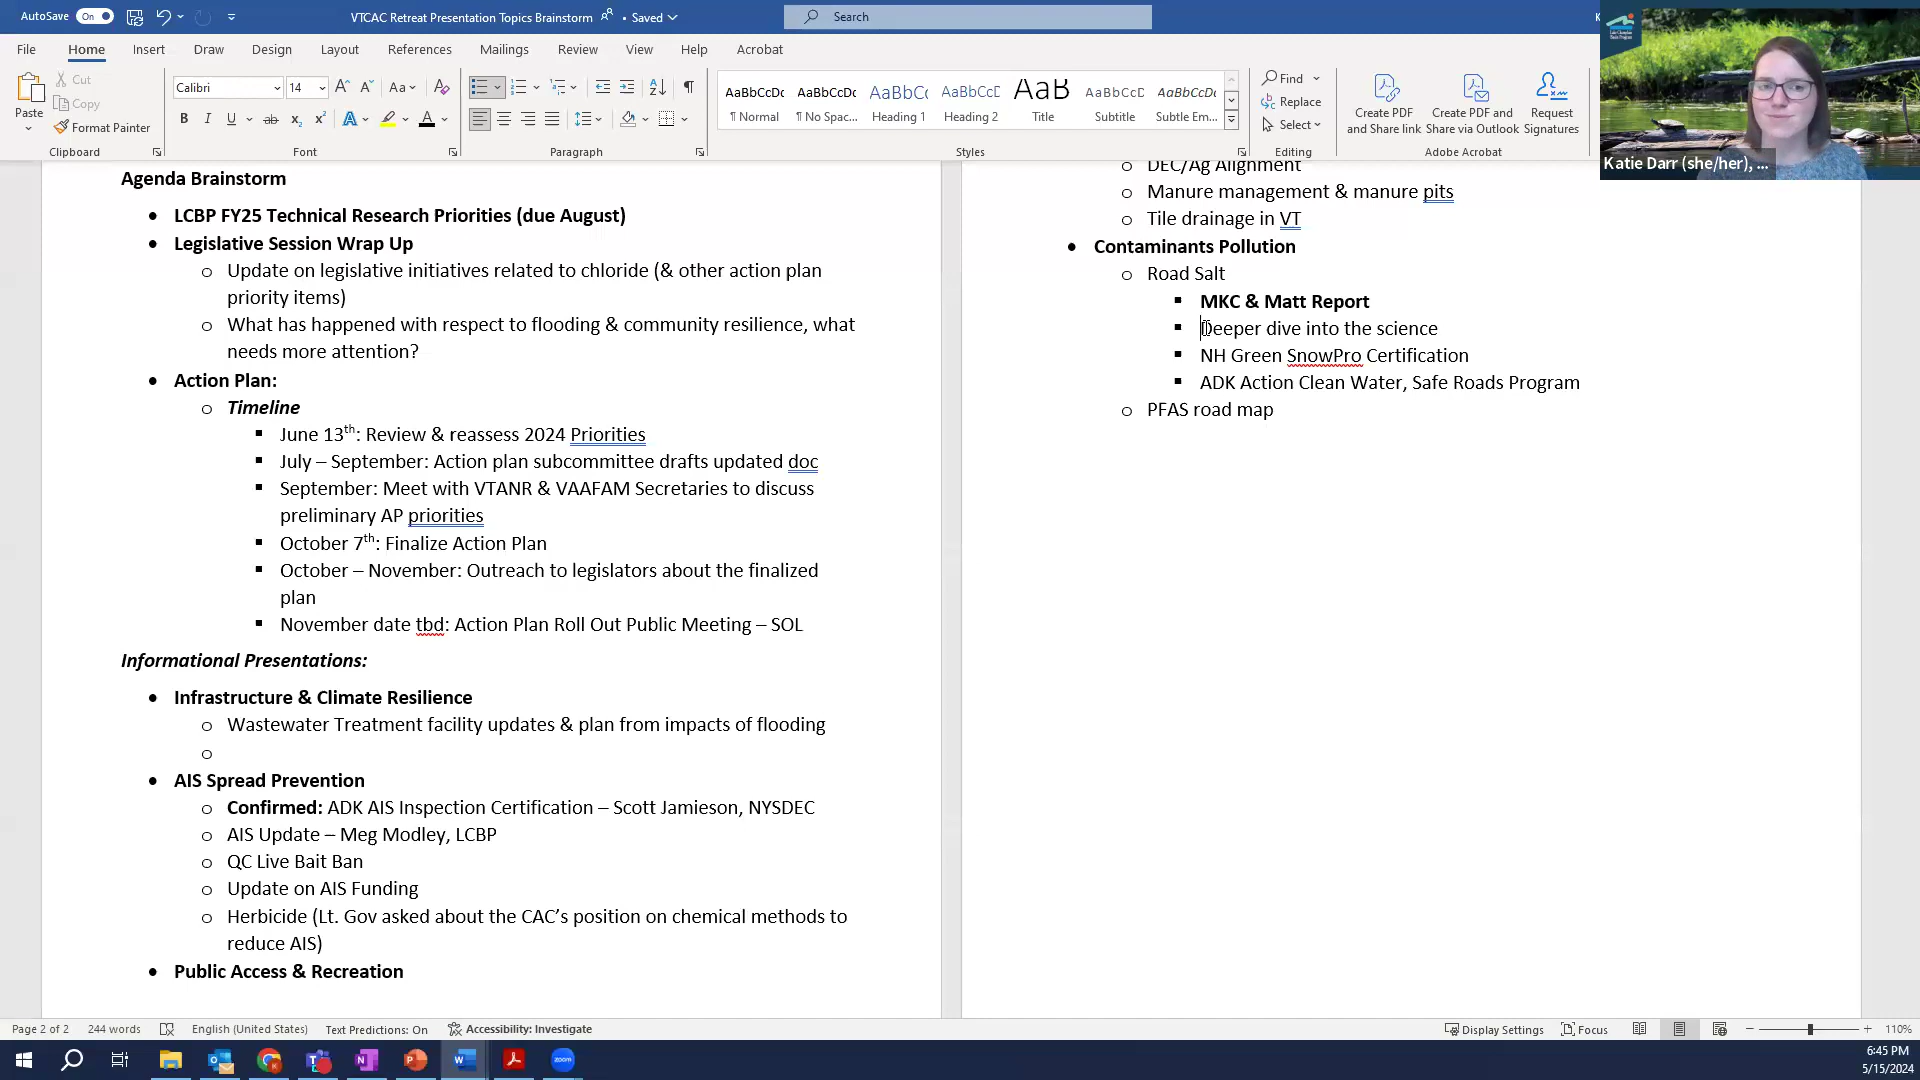 AutoSave On VTCAC Retreat Presentation Topics Brainstorm • Saved Search
File Home Insert Draw Design Layout References Mailings Review View Help Acrobat
Paste Cut Copy Format Painter Clipboard
Calibri 14 Font
Paragraph
AaBbCcDc ¶ Normal
AaBbCcDc ¶ No Spac...
AaBbCc Heading 1
AaBbCcD Heading 2
AaB Title
AaBbCcD Subtitle
AaBbCcDc Subtle Em...
Styles
Find Replace Select Editing
Create PDF and Share link
Create PDF and Share via Outlook
Request Signatures
Adobe Acrobat
Katie Darr (she/her), ...
Agenda Brainstorm
• LCBP FY25 Technical Research Priorities (due August)
• Legislative Session Wrap Up
o Update on legislative initiatives related to chloride (& other action plan
priority items)
o What has happened with respect to flooding & community resilience, what
needs more attention?
• Action Plan:
o Timeline
▪ June 13th: Review & reassess 2024 Priorities
▪ July – September: Action plan subcommittee drafts updated doc
▪ September: Meet with VTANR & VAAFAM Secretaries to discuss
preliminary AP priorities
▪ October 7th: Finalize Action Plan
▪ October – November: Outreach to legislators about the finalized
plan
▪ November date tbd: Action Plan Roll Out Public Meeting – SOL
Informational Presentations:
• Infrastructure & Climate Resilience
o Wastewater Treatment facility updates & plan from impacts of flooding
o
• AIS Spread Prevention
o Confirmed: ADK AIS Inspection Certification – Scott Jamieson, NYSDEC
o AIS Update – Meg Modley, LCBP
o QC Live Bait Ban
o Update on AIS Funding
o Herbicide (Lt. Gov asked about the CAC’s position on chemical methods to
reduce AIS)
• Public Access & Recreation
o DEC/Ag Alignment
o Manure management & manure pits
o Tile drainage in VT
• Contaminants Pollution
o Road Salt
▪ MKC & Matt Report
▪ Deeper dive into the science
▪ NH Green SnowPro Certification
▪ ADK Action Clean Water, Safe Roads Program
o PFAS road map
Page 2 of 2 244 words English (United States) Text Predictions: On Accessibility: Investigate Display Settings Focus 110%
6:45 PM
5/15/2024